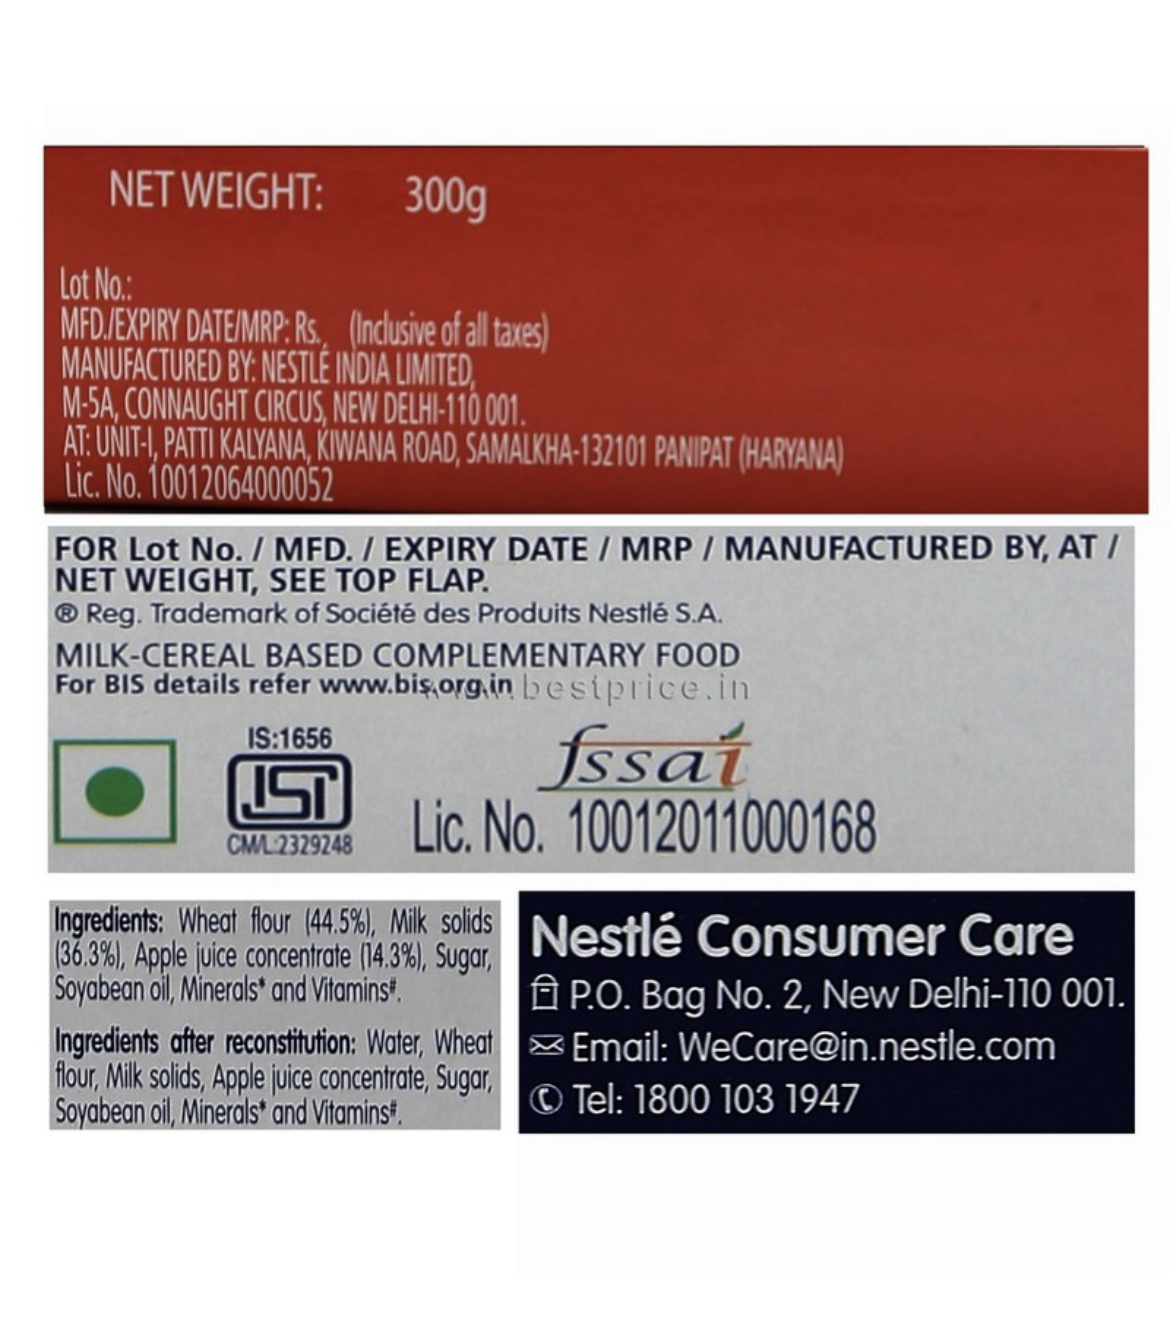 NET WEIGHT: 300g
Lot No.:
MFD./EXPIRY DATE/MRP: Rs. (Inclusive of all taxes)
MANUFACTURED BY: NESTLÉ INDIA LIMITED,
M-5A, CONNAUGHT CIRCUS, NEW DELHI-110 001.
AT: UNIT-I, PATTI KALYANA, KIWANA ROAD, SAMALKHA-132101 PANIPAT (HARYANA)
Lic. No. 10012064000052
FOR Lot No. / MFD. / EXPIRY DATE / MRP / MANUFACTURED BY, AT /
NET WEIGHT, SEE TOP FLAP.
® Reg. Trademark of Société des Produits Nestlé S.A.
MILK-CEREAL BASED COMPLEMENTARY FOOD
For BIS details refer www.bis.org.in
www.bestprice.in
IS:1656
ISI
CM/L:2329248
fssai
Lic. No. 10012011000168
Ingredients: Wheat flour (44.5%), Milk solids
(36.3%), Apple juice concentrate (14.3%), Sugar,
Soyabean oil, Minerals* and Vitamins#.
Ingredients after reconstitution: Water, Wheat
flour, Milk solids, Apple juice concentrate, Sugar,
Soyabean oil, Minerals* and Vitamins#.
Nestlé Consumer Care
P.O. Bag No. 2, New Delhi-110 001.
Email: WeCare@in.nestle.com
Tel: 1800 103 1947